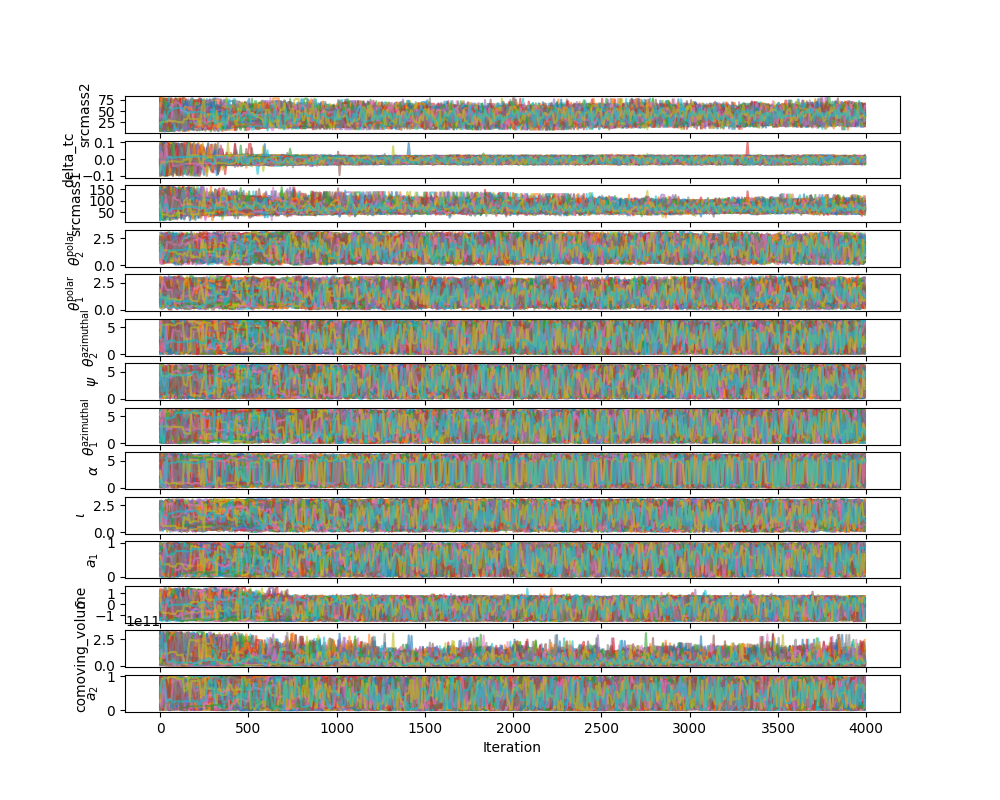 srcmass2
75
50
25
delta_tc
0.1
0.0
−0.1
srcmass1
150
100
50
θ₂^polar
2.5
0.0
θ₁^polar
2.5
0.0
θ₂^azimuthal
5
0
ψ
5
0
θ₁^azimuthal
5
0
α
5
0
ι
2.5
0.0
a₁
1
0
1
0
−1
1e11
comoving_volume
2.5
0.0
a₂
1
0
0 500 1000 1500 2000 2500 3000 3500 4000
Iteration